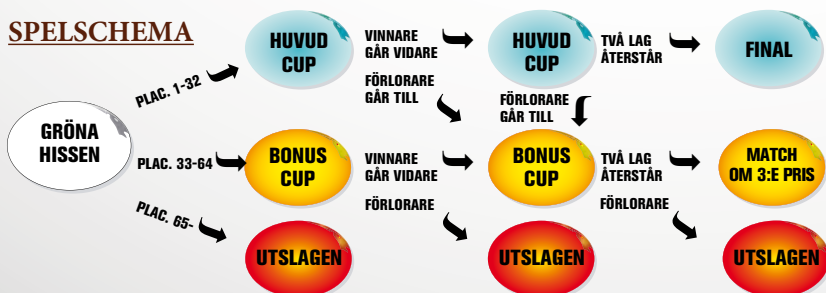 SPELSCHEMA
GRÖNA
HISSEN
PLAC. 1-32
PLAC. 33-64
PLAC. 65-
HUVUD
CUP
VINNARE
GÅR VIDARE
FÖRLORARE
GÅR TILL
HUVUD
CUP
FÖRLORARE
GÅR TILL
TVÅ LAG
ÅTERSTÅR
FINAL
BONUS
CUP
VINNARE
GÅR VIDARE
FÖRLORARE
BONUS
CUP
TVÅ LAG
ÅTERSTÅR
FÖRLORARE
MATCH
OM 3:E PRIS
UTSLAGEN
UTSLAGEN
UTSLAGEN